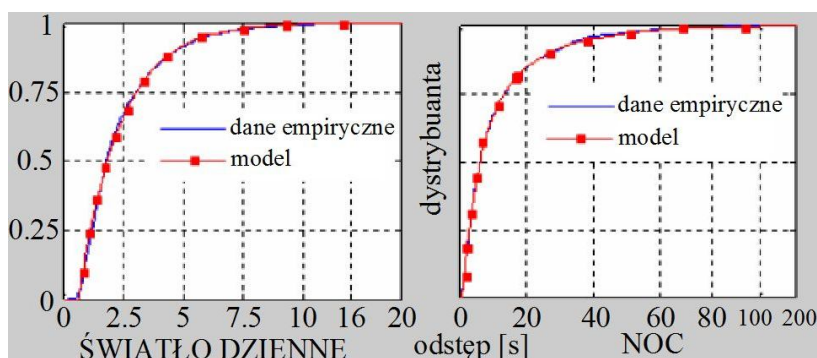 1
0.75
0.5
0.25
0
dane empiryczne
model
0 2.5 5 7.5 10 16 20
ŚWIATŁO DZIENNE
dystrybuanta
dane empiryczne
model
0 20 40 60 80 100 200
odstęp [s]
NOC